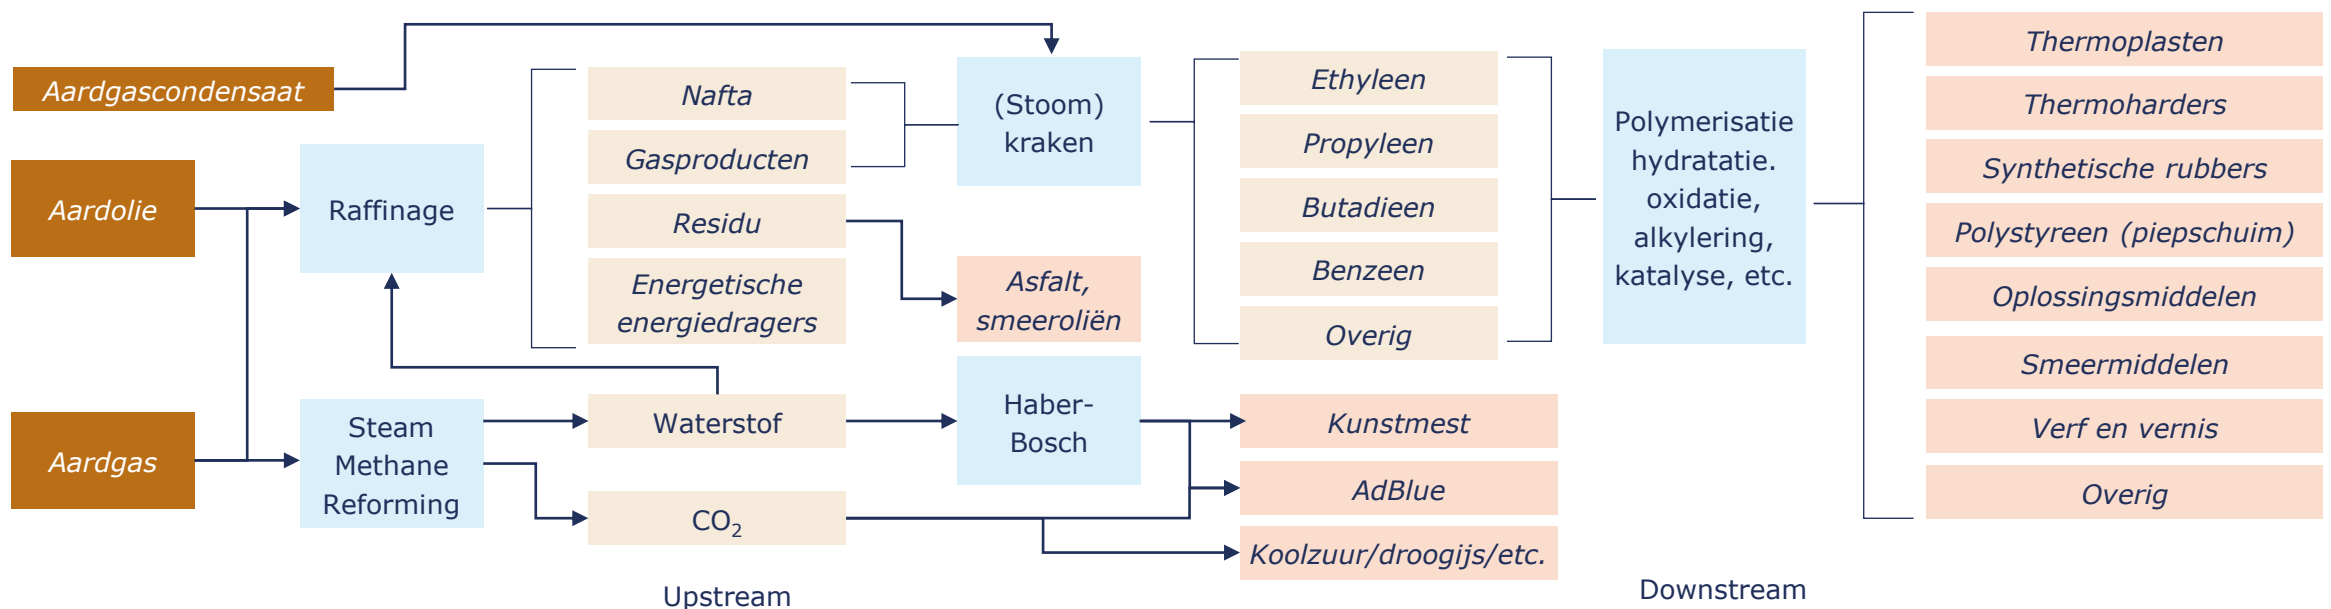 Aardgascondensaat
Aardolie
Aardgas
Raffinage
Steam
Methane
Reforming
Nafta
Gasproducten
Residu
Energetische
energiedragers
Waterstof
CO₂
(Stoom)
kraken
Asfalt,
smeeroliën
Haber-
Bosch
Ethyleen
Propyleen
Butadieen
Benzeen
Overig
Kunstmest
AdBlue
Koolzuur/droogijs/etc.
Polymerisatie
hydratatie.
oxidatie,
alkylering,
katalyse, etc.
Thermoplasten
Thermoharders
Synthetische rubbers
Polystyreen (piepschuim)
Oplossingsmiddelen
Smeermiddelen
Verf en vernis
Overig
Upstream
Downstream